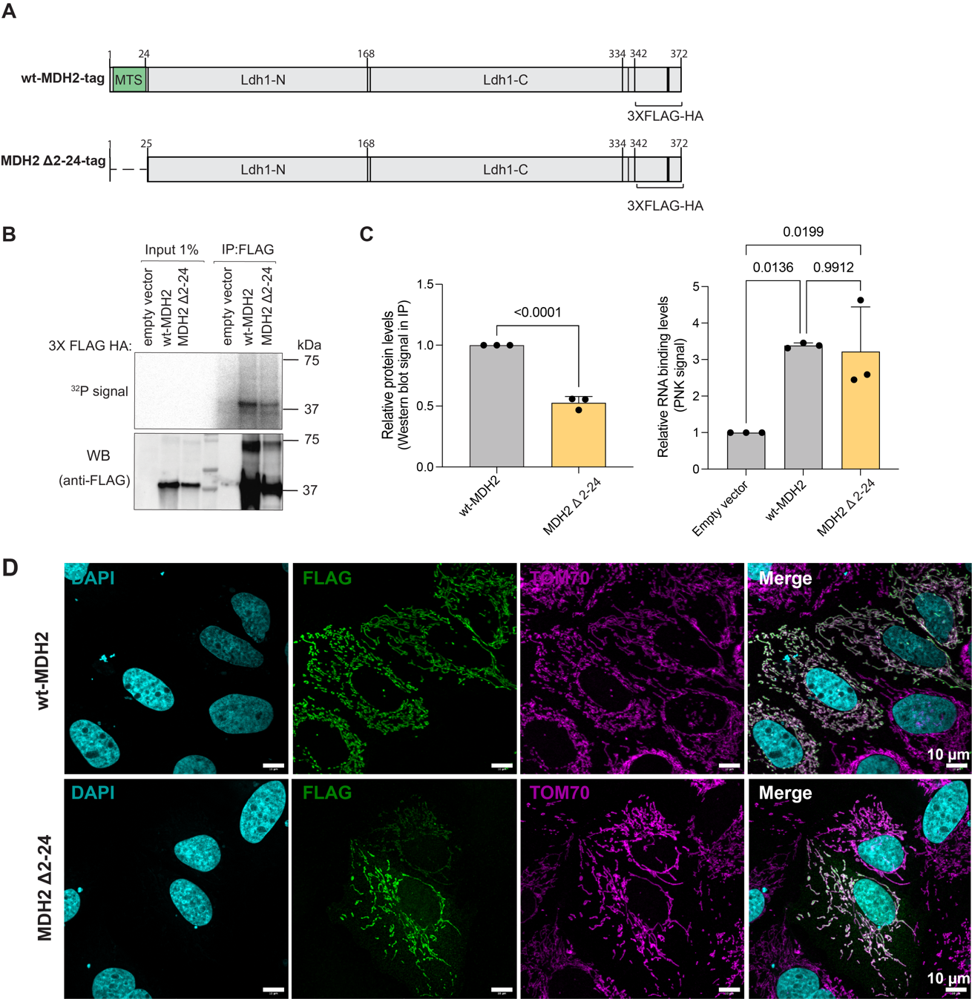 A
1 24 168 334 342 372
wt-MDH2-tag MTS Ldh1-N Ldh1-C
3XFLAG-HA
1 25 168 334 342 372
MDH2 Δ2-24-tag Ldh1-N Ldh1-C
3XFLAG-HA
B
Input 1% IP:FLAG
3X FLAG HA: empty vector wt-MDH2 MDH2 Δ2-24 empty vector wt-MDH2 MDH2 Δ2-24 kDa
75
32P signal
37
75
WB
(anti-FLAG)
37
C
Relative protein levels
(Western blot signal in IP)
1.5
1.0
0.5
0.0
<0.0001
wt-MDH2
MDH2 Δ 2-24
Relative RNA binding levels
(PNK signal)
5
4
3
2
1
0
0.0199
0.0136 0.9912
Empty vector
wt-MDH2
MDH2 Δ 2-24
D
wt-MDH2
DAPI FLAG TOM70 Merge
10 µm
MDH2 Δ2-24
DAPI FLAG TOM70 Merge
10 µm